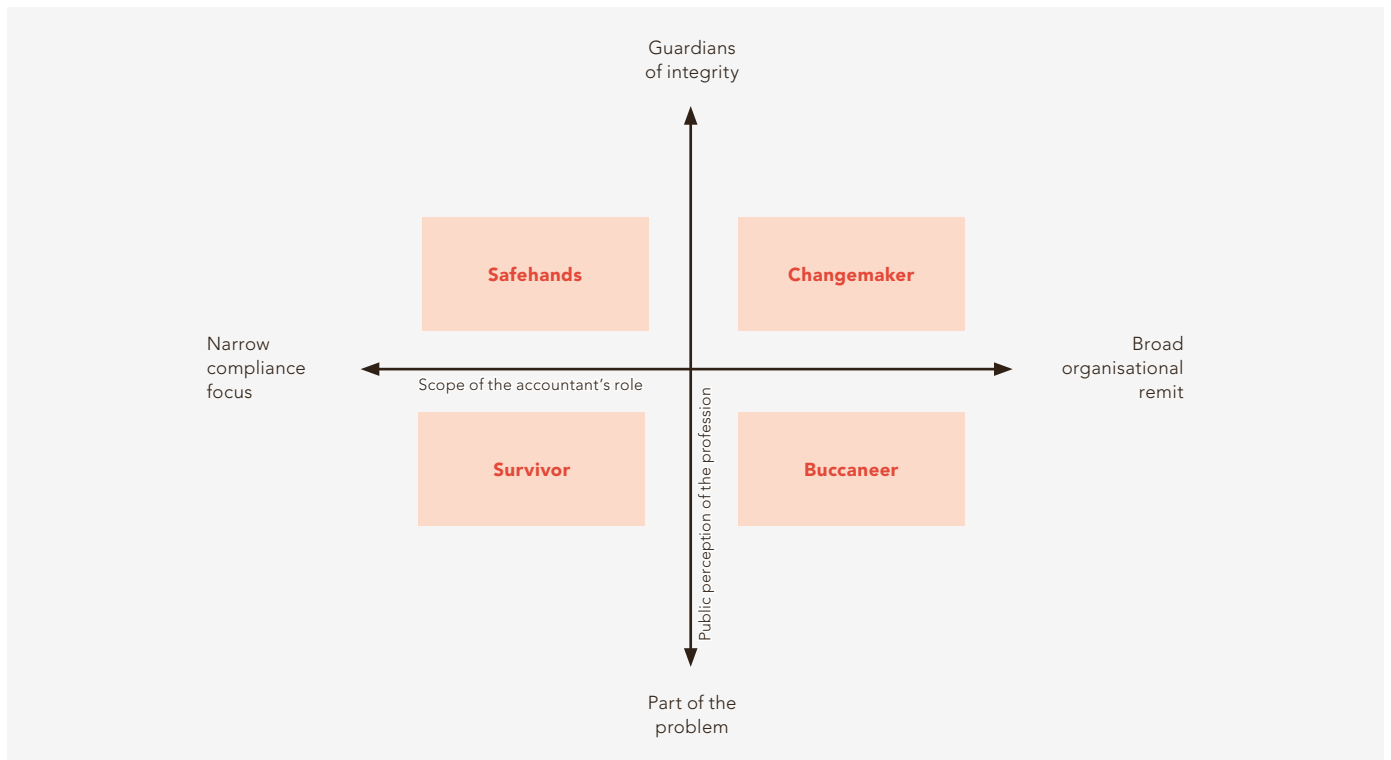 Guardians
of integrity
Safehands
Changemaker
Narrow
compliance
focus
Broad
organisational
remit
Scope of the accountant’s role
Public perception of the profession
Survivor
Buccaneer
Part of the
problem